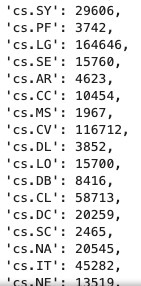 'cs.SY': 29606,
'cs.PF': 3742,
'cs.LG': 164646,
'cs.SE': 15760,
'cs.AR': 4623,
'cs.CC': 10454,
'cs.MS': 1967,
'cs.CV': 116712,
'cs.DL': 3852,
'cs.LO': 15700,
'cs.DB': 8416,
'cs.CL': 58713,
'cs.DC': 20259,
'cs.SC': 2465,
'cs.NA': 20545,
'cs.IT': 45282,
'cs.NE': 13519,